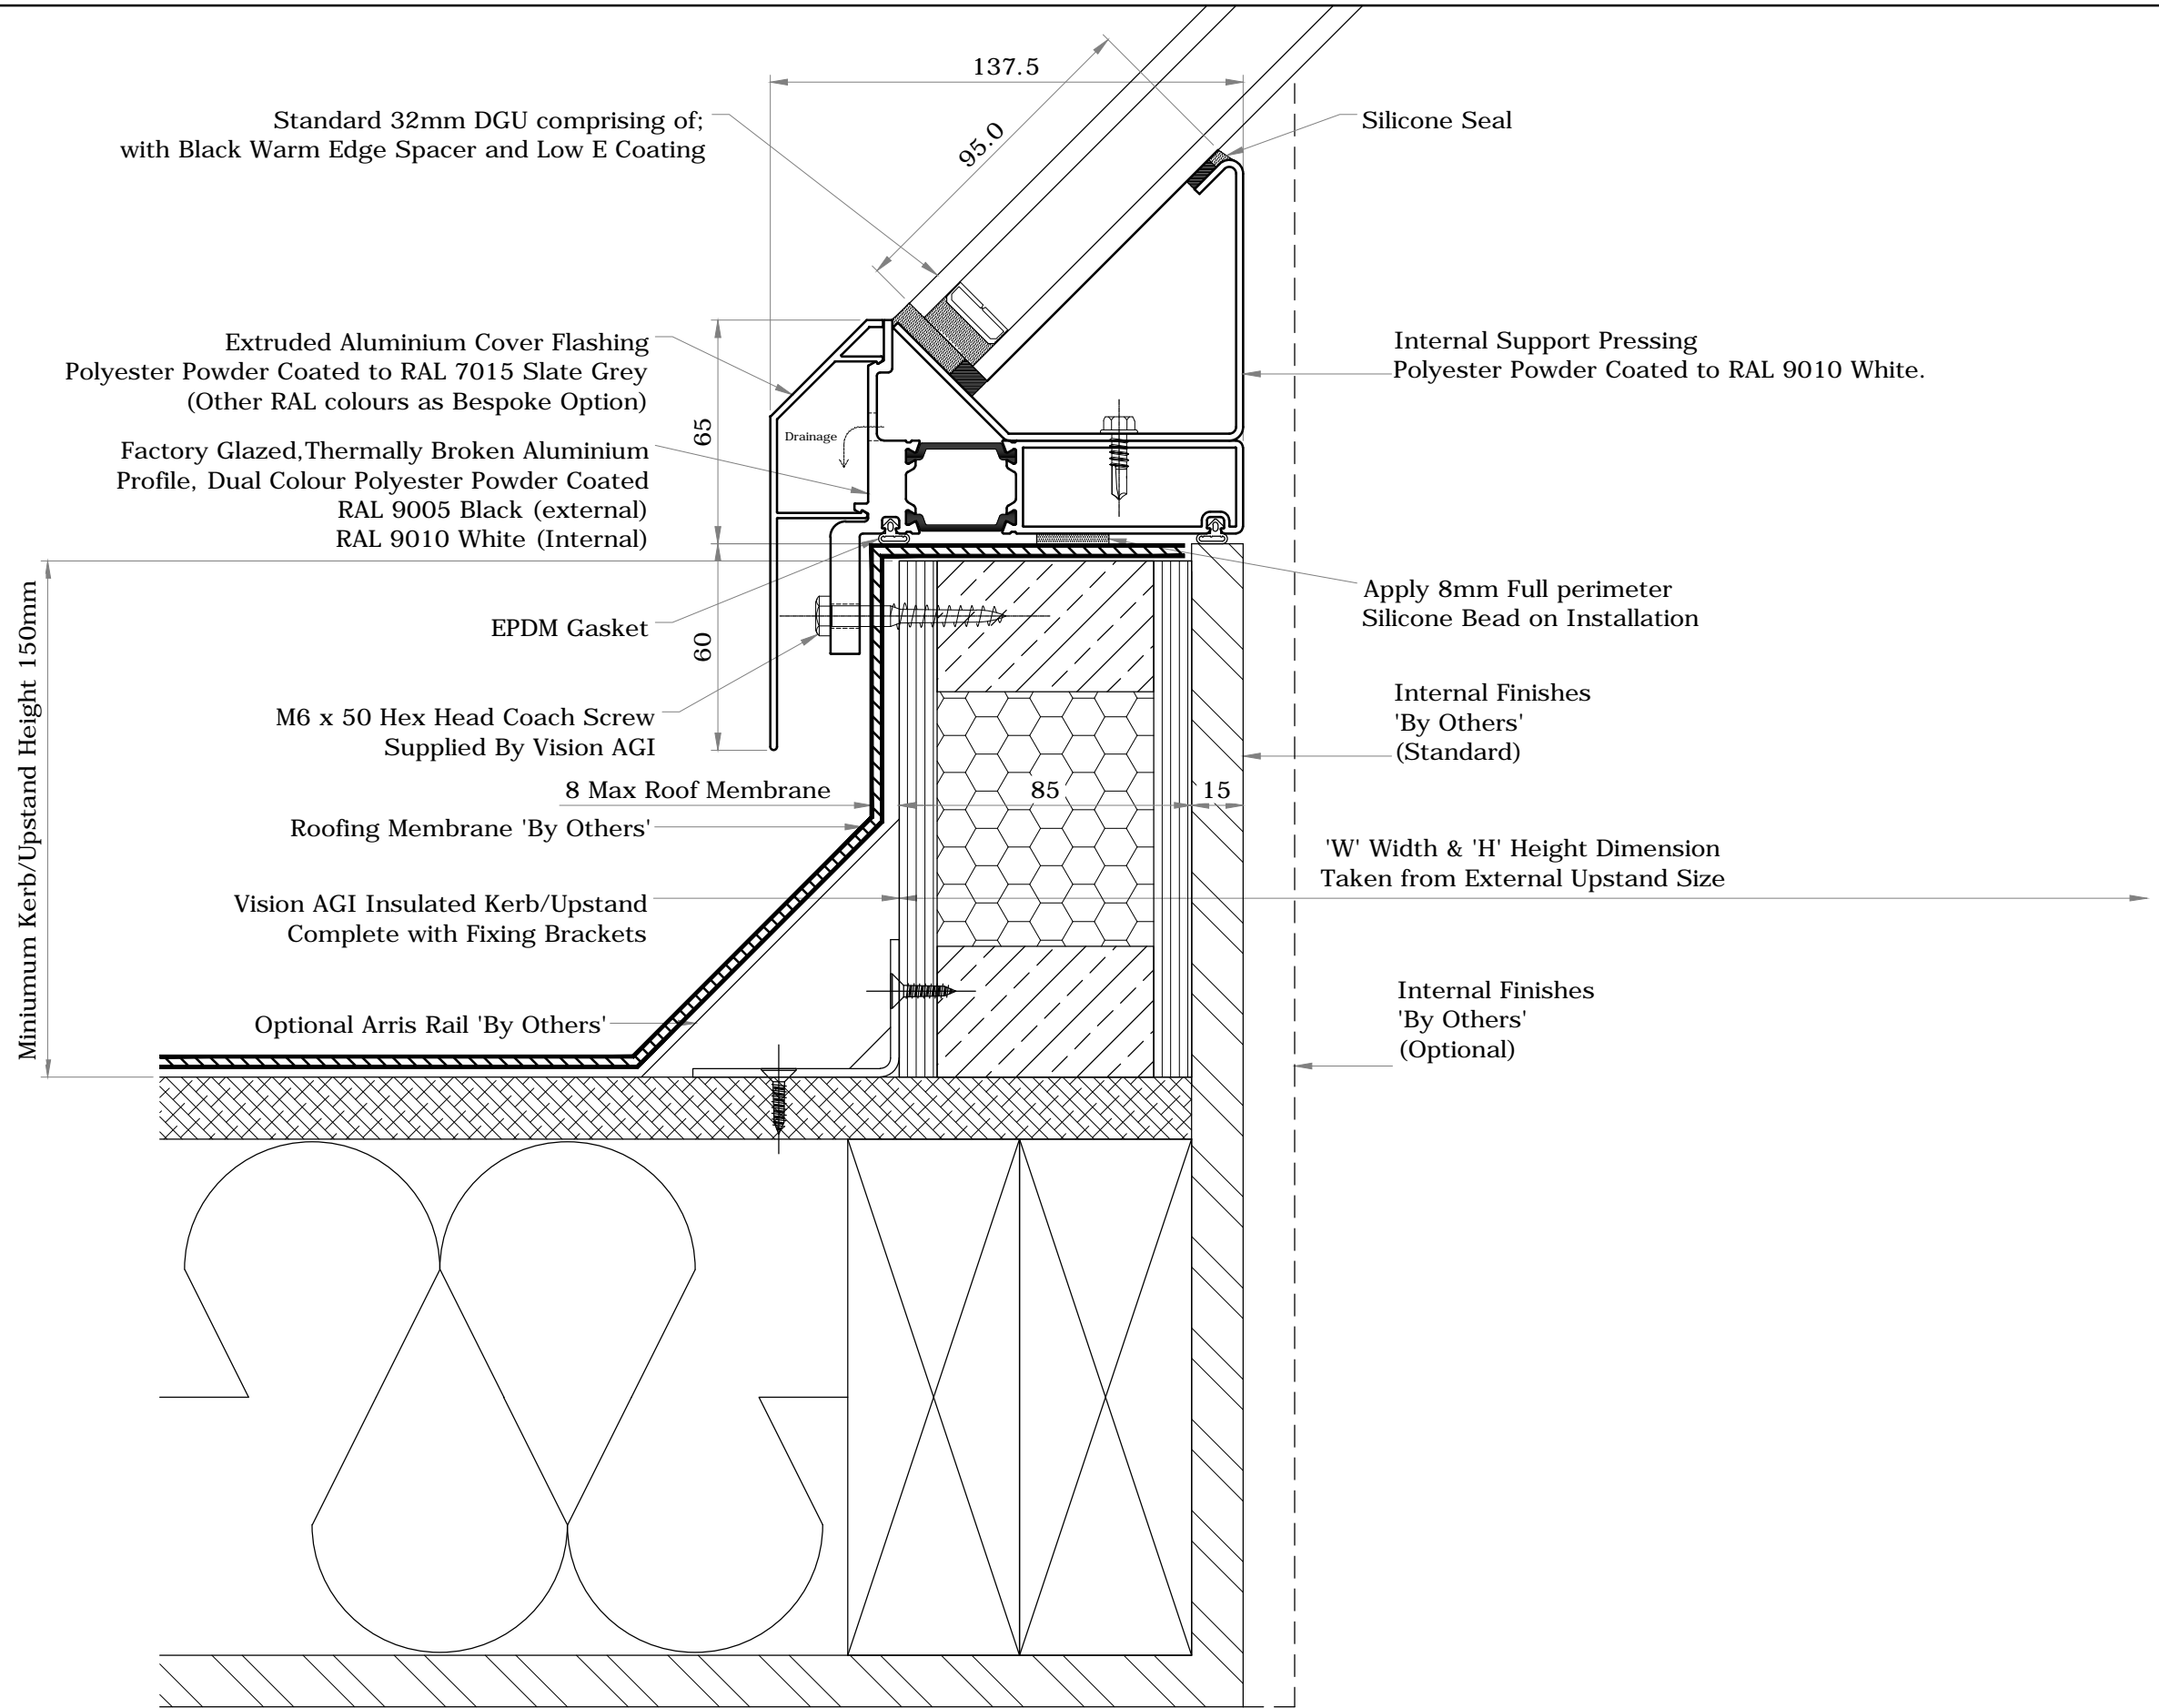 137.5
Standard 32mm DGU comprising of;
with Black Warm Edge Spacer and Low E Coating
95.0
Silicone Seal
Extruded Aluminium Cover Flashing
Polyester Powder Coated to RAL 7015 Slate Grey
(Other RAL colours as Bespoke Option)
Internal Support Pressing
Polyester Powder Coated to RAL 9010 White.
65
Drainage
Factory Glazed,Thermally Broken Aluminium
Profile, Dual Colour Polyester Powder Coated
RAL 9005 Black (external)
RAL 9010 White (Internal)
Miniumum Kerb/Upstand Height 150mm
EPDM Gasket
60
Apply 8mm Full perimeter
Silicone Bead on Installation
M6 x 50 Hex Head Coach Screw
Supplied By Vision AGI
Internal Finishes
'By Others'
(Standard)
8 Max Roof Membrane
85
15
Roofing Membrane 'By Others'
'W' Width & 'H' Height Dimension
Taken from External Upstand Size
Vision AGI Insulated Kerb/Upstand
Complete with Fixing Brackets
Optional Arris Rail 'By Others'
Internal Finishes
'By Others'
(Optional)